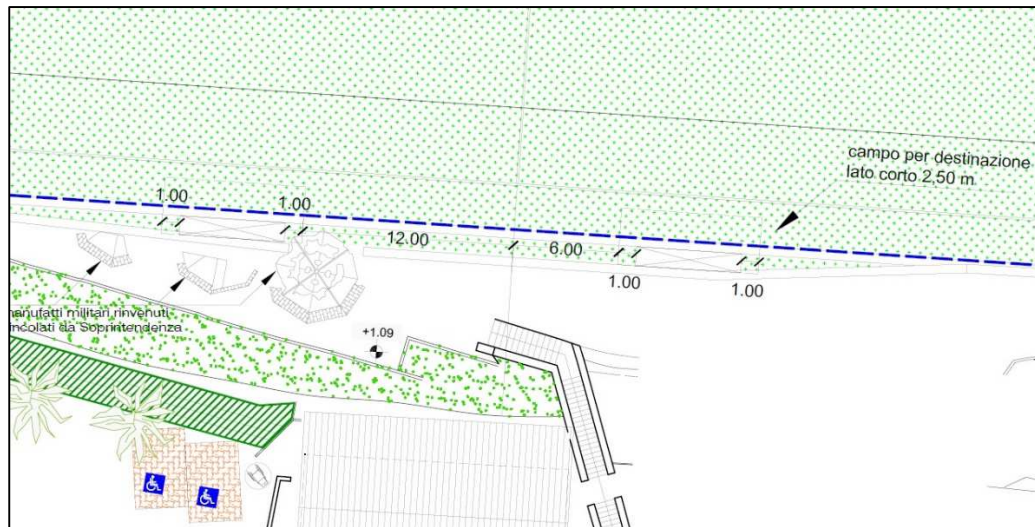 campo per destinazione
lato corto 2,50 m
1.00
1.00
12.00
6.00
1.00
1.00
+1.09
manufatti militari rinvenuti
incolati da Soprintendenza